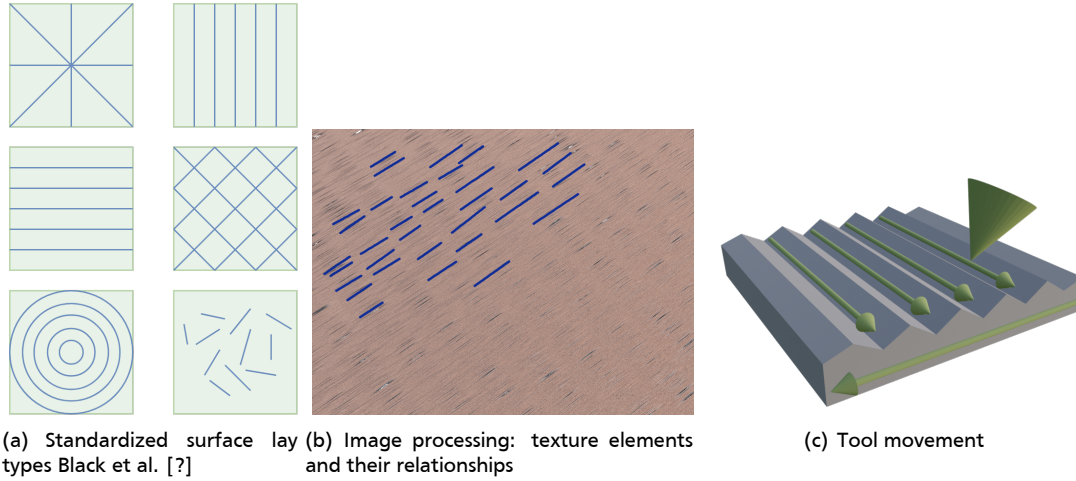 (a) Standardized surface lay
types Black et al. [?]
(b) Image processing: texture elements
and their relationships
(c) Tool movement